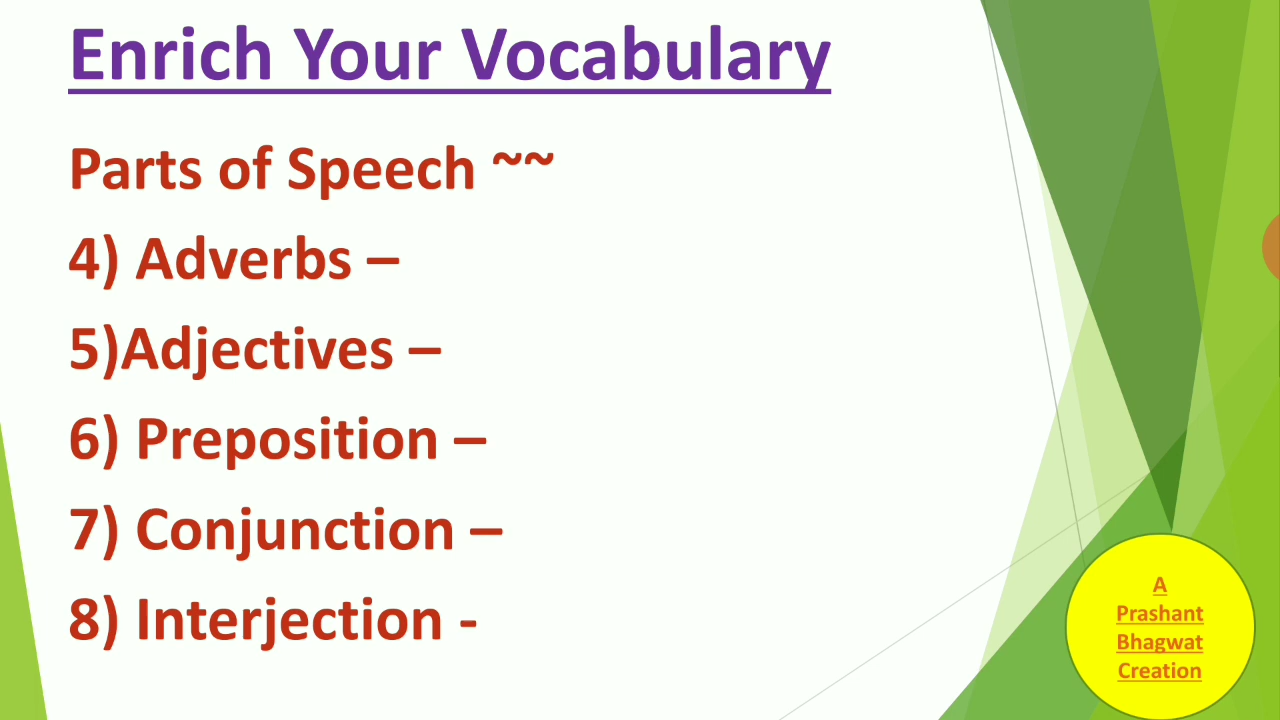 Enrich Your Vocabulary
Parts of Speech ~~
4) Adverbs –
5)Adjectives –
6) Preposition –
7) Conjunction –
8) Interjection -
A
Prashant
Bhagwat
Creation